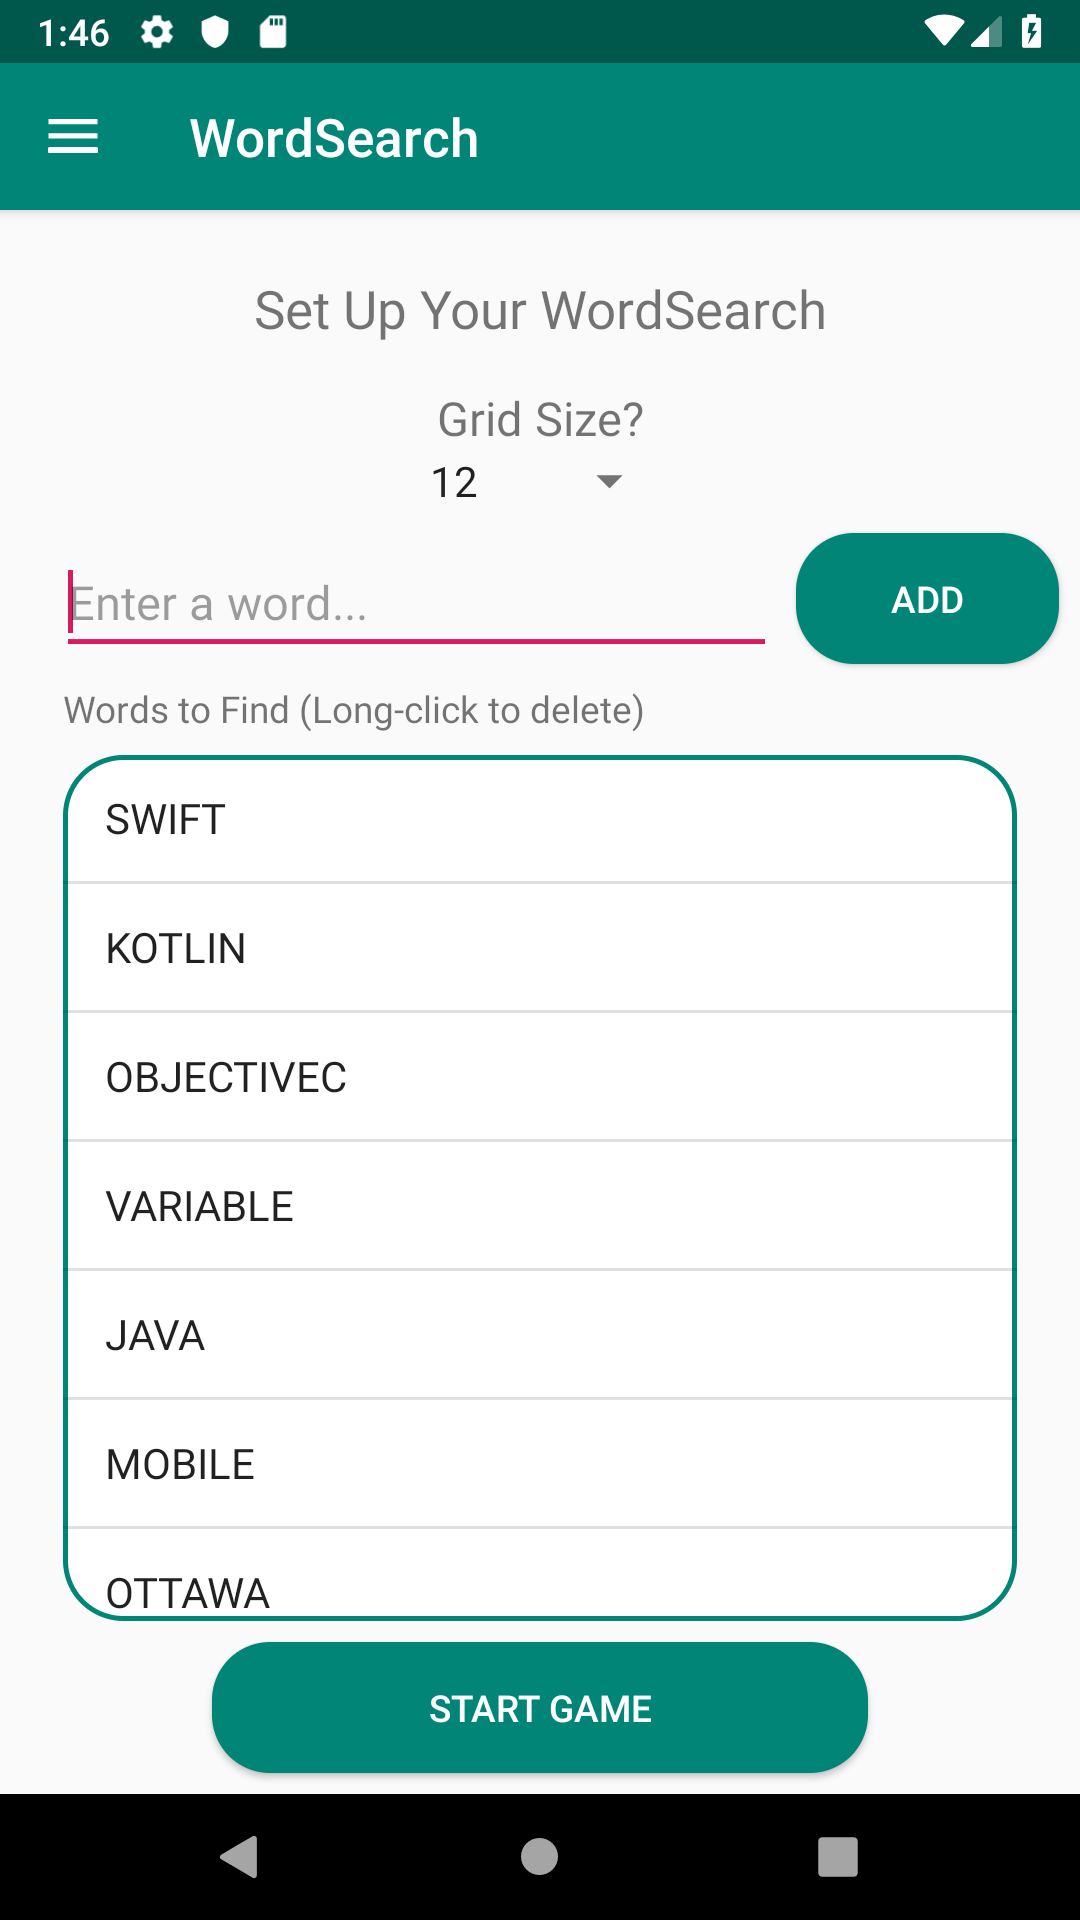 1:46
WordSearch
Set Up Your WordSearch
Grid Size?
12
Enter a word...
ADD
Words to Find (Long-click to delete)
SWIFT
KOTLIN
OBJECTIVEC
VARIABLE
JAVA
MOBILE
OTTAWA
START GAME